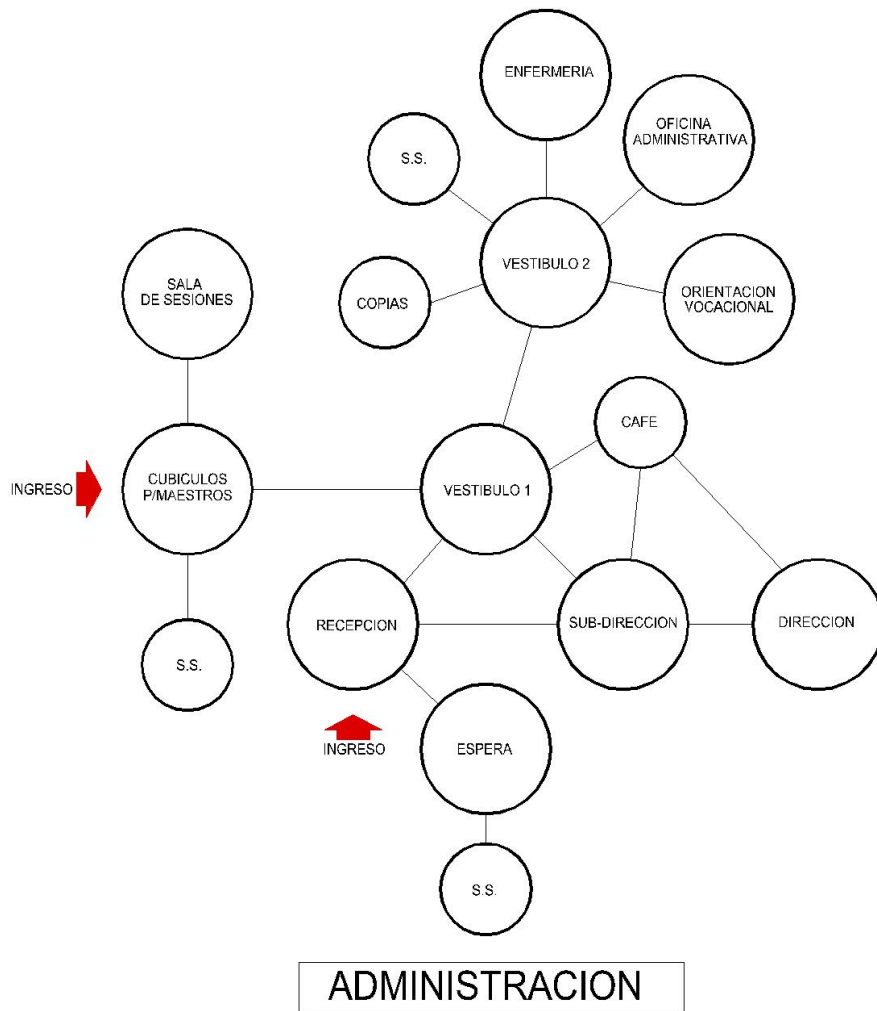 ENFERMERIA
OFICINA
ADMINISTRATIVA
S.S.
VESTIBULO 2
COPIAS
ORIENTACION
VOCACIONAL
SALA
DE SESIONES
CAFE
INGRESO
CUBICULOS
P/MAESTROS
VESTIBULO 1
RECEPCION
SUB-DIRECCION
DIRECCION
S.S.
INGRESO
ESPERA
S.S.
ADMINISTRACION